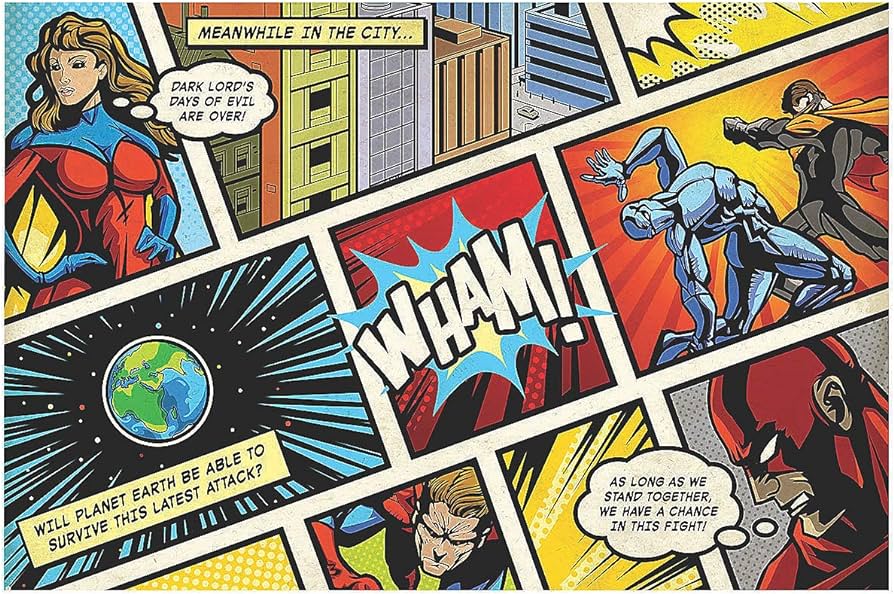 MEANWHILE IN THE CITY...
DARK LORD'S
DAYS OF EVIL
ARE OVER!
WHAM!
WILL PLANET EARTH BE ABLE TO
SURVIVE THIS LATEST ATTACK?
AS LONG AS WE
STAND TOGETHER,
WE HAVE A CHANCE
IN THIS FIGHT!